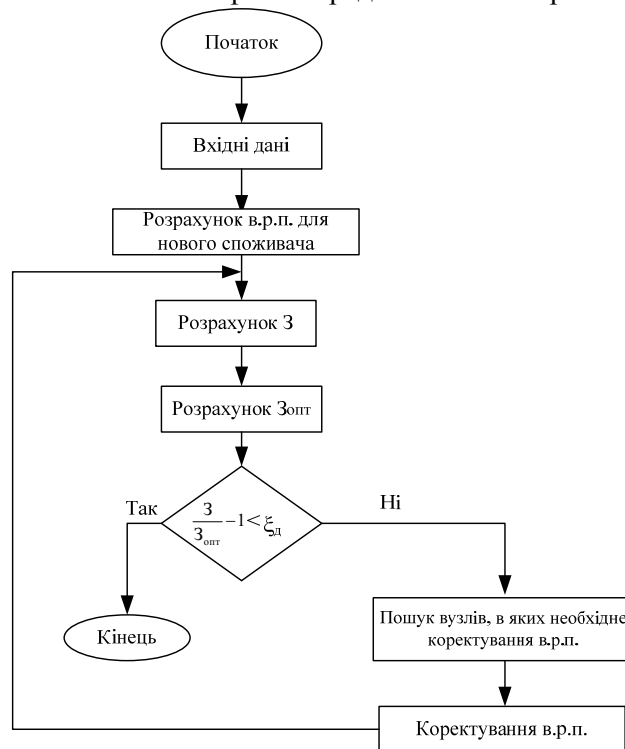 Початок
Вхідні дані
Розрахунок в.р.п. для
нового споживача
Розрахунок З
Розрахунок Зопт
Так
З/Зопт −1< ξд
Ні
Кінець
Пошук вузлів, в яких необхідне
коректування в.р.п.
Коректування в.р.п.